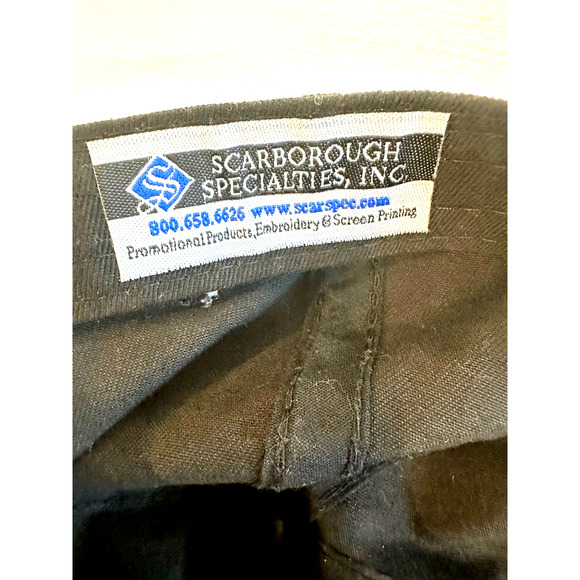 SCARBOROUGH
SPECIALTIES, INC.
800.658.6626 www.scarspec.com
Promotional Products, Embroidery & Screen Printing